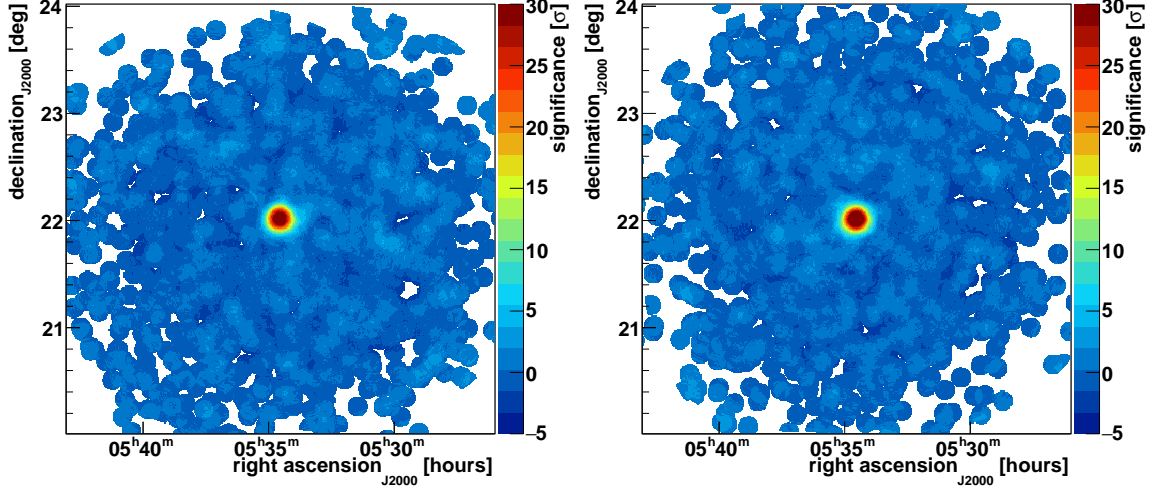 declination_J2000 [deg]
24
23
22
21
05^h40^m
05^h35^m
05^h30^m
right ascension_J2000 [hours]
significance [σ]
30
25
20
15
10
5
0
–5
declination_J2000 [deg]
24
23
22
21
05^h40^m
05^h35^m
05^h30^m
right ascension_J2000 [hours]
significance [σ]
30
25
20
15
10
5
0
–5